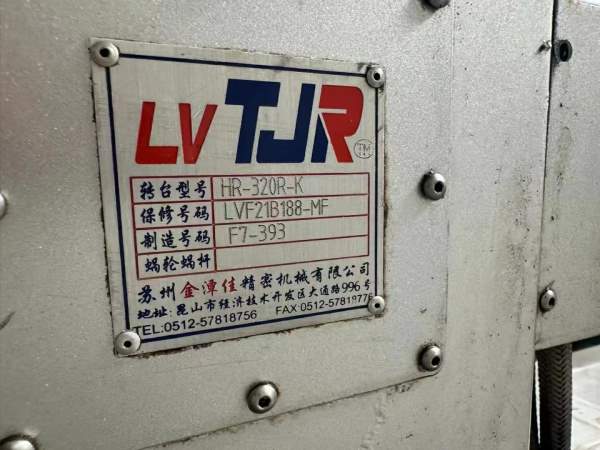 LV TJR TM
转台型号 HR-320R-K
保修号码 LVF21B188-MF
制造号码 F7-393
蜗轮蜗杆
苏州金潭佳精密机械有限公司
地址:昆山市经济技术开发区大通路996号
TEL:0512-57818756 FAX:0512-57818775